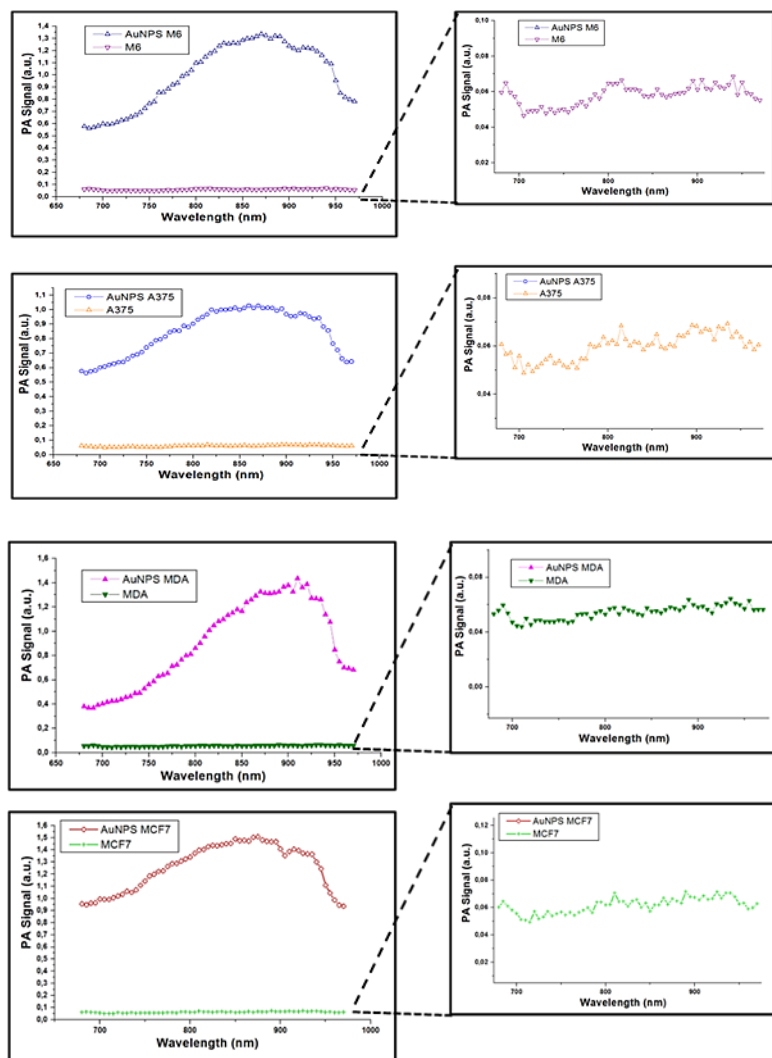 AuNPS M6
M6
PA Signal (a.u.)
1,4
1,3
1,2
1,1
1,0
0,9
0,8
0,7
0,6
0,5
0,4
0,3
0,2
0,1
0,0
650 700 750 800 850 900 950 1000
Wavelength (nm)
AuNPS M6
M6
PA Signal (a.u.)
0,10
0,08
0,06
0,04
0,02
700 800 900
Wavelength (nm)
AuNPS A375
A375
PA Signal (a.u.)
1,1
1,0
0,9
0,8
0,7
0,6
0,5
0,4
0,3
0,2
0,1
0,0
650 700 750 800 850 900 950 1000
Wavelength (nm)
AuNPS A375
A375
PA Signal (a.u.)
0,08
0,06
0,04
700 800 900
Wavelength (nm)
AuNPS MDA
MDA
PA Signal (a.u.)
1,6
1,4
1,2
1,0
0,8
0,6
0,4
0,2
0,0
700 750 800 850 900 950 1000
Wavelength (nm)
AuNPS MDA
MDA
PA Signal (a.u.)
0,08
0,04
0,00
700 800 900
Wavelength (nm)
AuNPS MCF7
MCF7
PA Signal (a.u.)
1,6
1,5
1,4
1,3
1,2
1,1
1,0
0,9
0,8
0,7
0,6
0,5
0,4
0,3
0,2
0,1
0,0
700 750 800 850 900 950 1000
Wavelength (nm)
AuNPS MCF7
MCF7
PA Signal (a.u.)
0,12
0,10
0,08
0,06
0,04
0,02
700 800 900
Wavelength (nm)